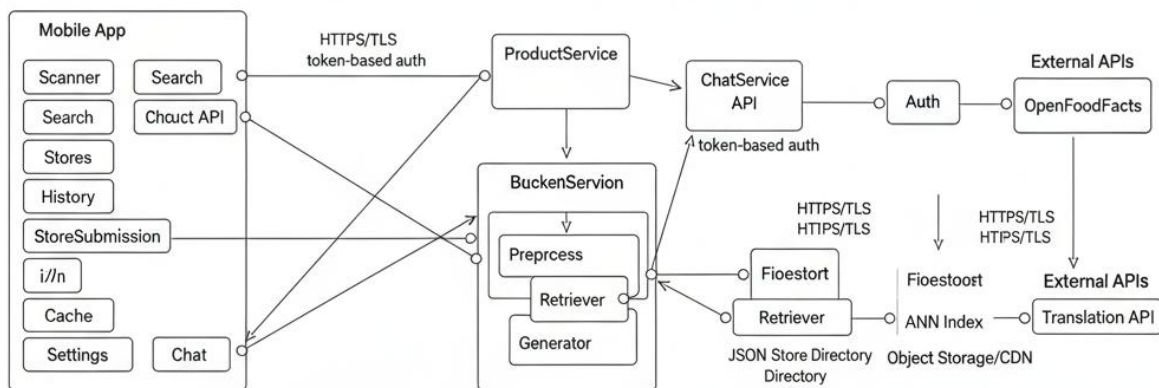 Mobile App
Scanner
Search
Search
Chouct API
Stores
History
StoreSubmission
i//n
Cache
Settings
Chat
HTTPS/TLS
token-based auth
ProductService
BuckenServion
Preprcess
Retriever
Generator
ChatService
API
token-based auth
Auth
External APIs
OpenFoodFacts
HTTPS/TLS
HTIPS/TLS
HTTPS/TLS
HTIPS/TLS
Fioestort
Retriever
JSON Store Directory
Directory
Fioestoost
ANN Index
Object Storage/CDN
External APIs
Translation API